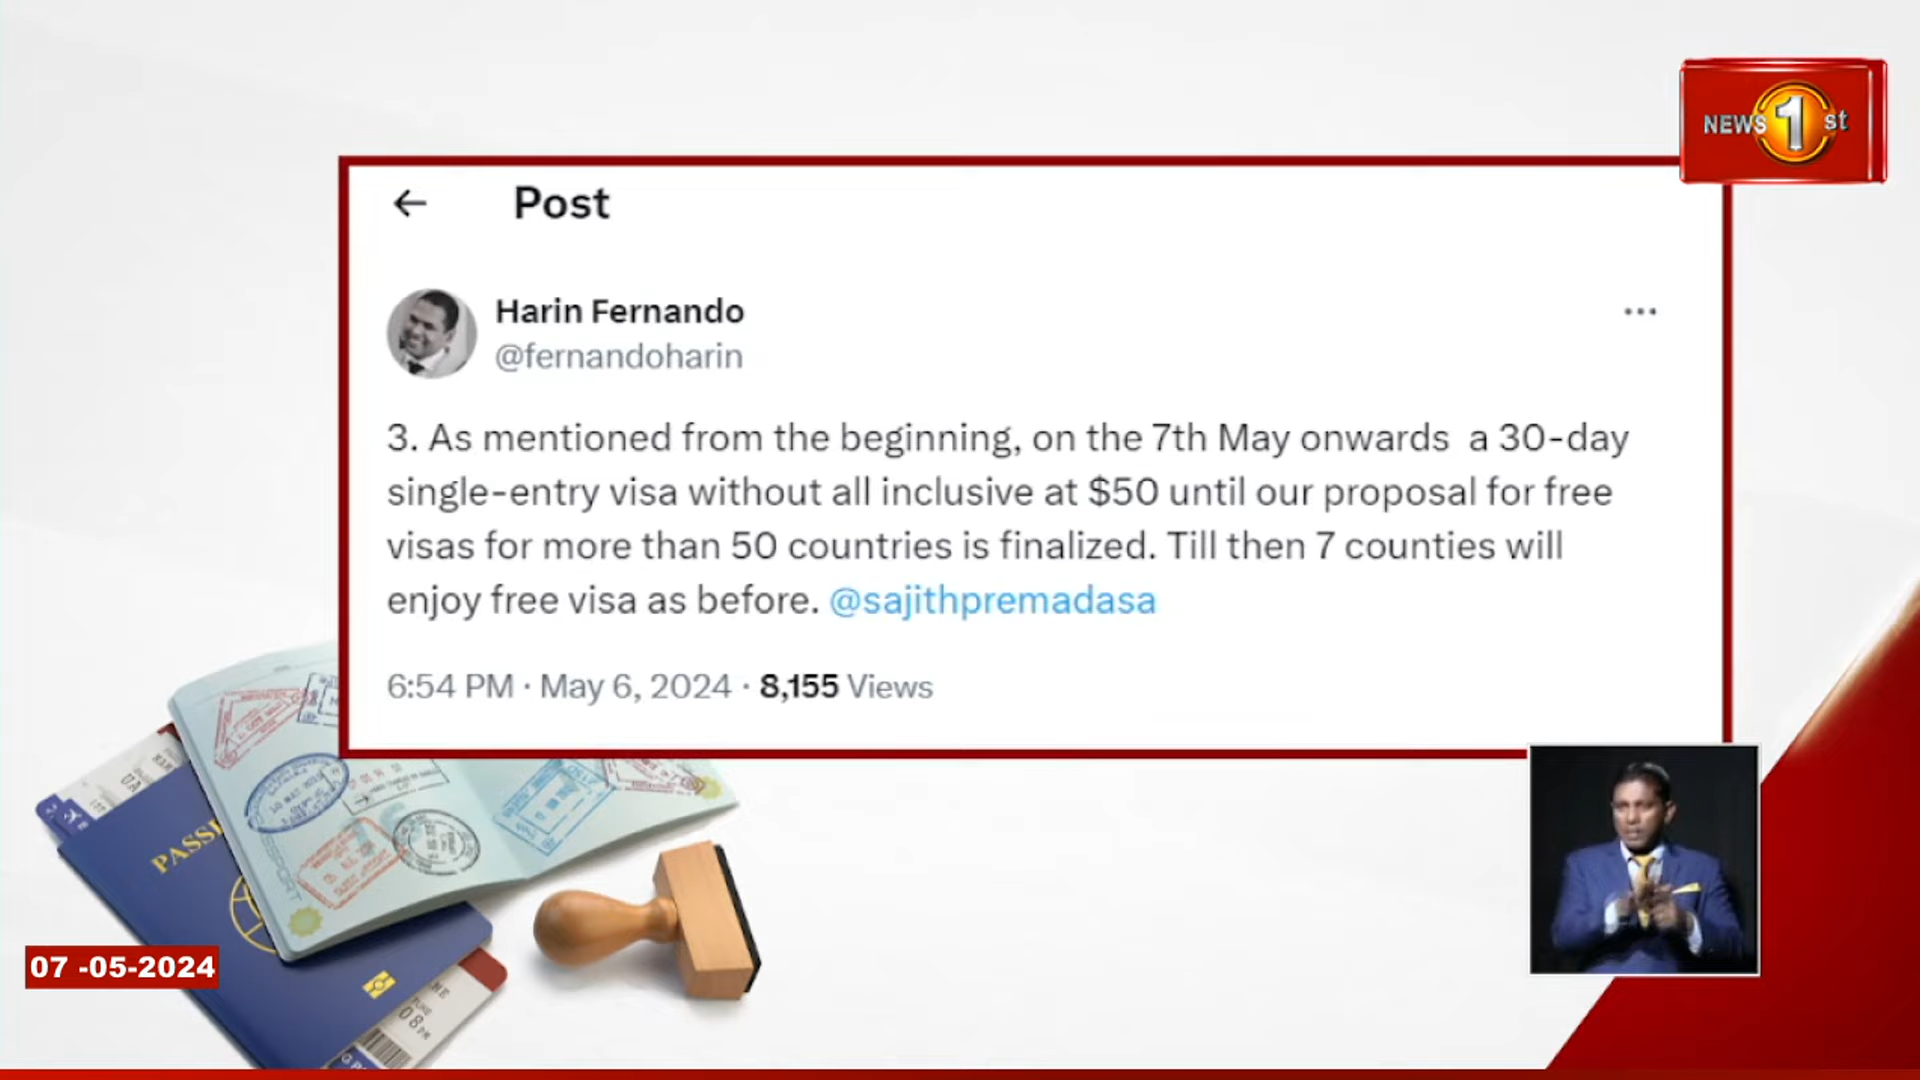 NEWS 1st
← Post
Harin Fernando
@fernandoharin
3. As mentioned from the beginning, on the 7th May onwards a 30-day
single-entry visa without all inclusive at $50 until our proposal for free
visas for more than 50 countries is finalized. Till then 7 counties will
enjoy free visa as before. @sajithpremadasa
6:54 PM · May 6, 2024 · 8,155 Views
07 -05-2024